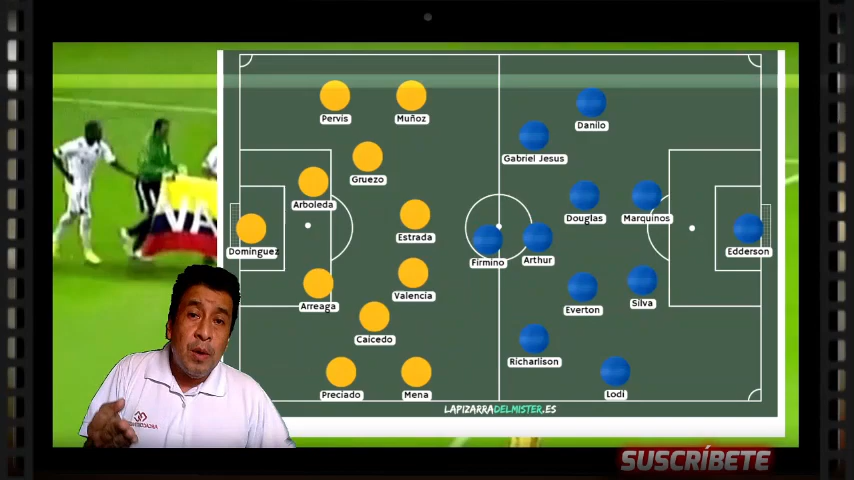 Pervis
Muñoz
Danilo
Gabriel Jesus
Gruezo
Arboleda
Douglas
Marquinos
Estrada
Dominguez
Edderson
Firmino
Arthur
Valencia
Arreaga
Silva
Everton
Caicedo
Richarlison
Preciado
Mena
Lodi
VA
LAPIZARRADELMISTER.ES
SUSCRÍBETE